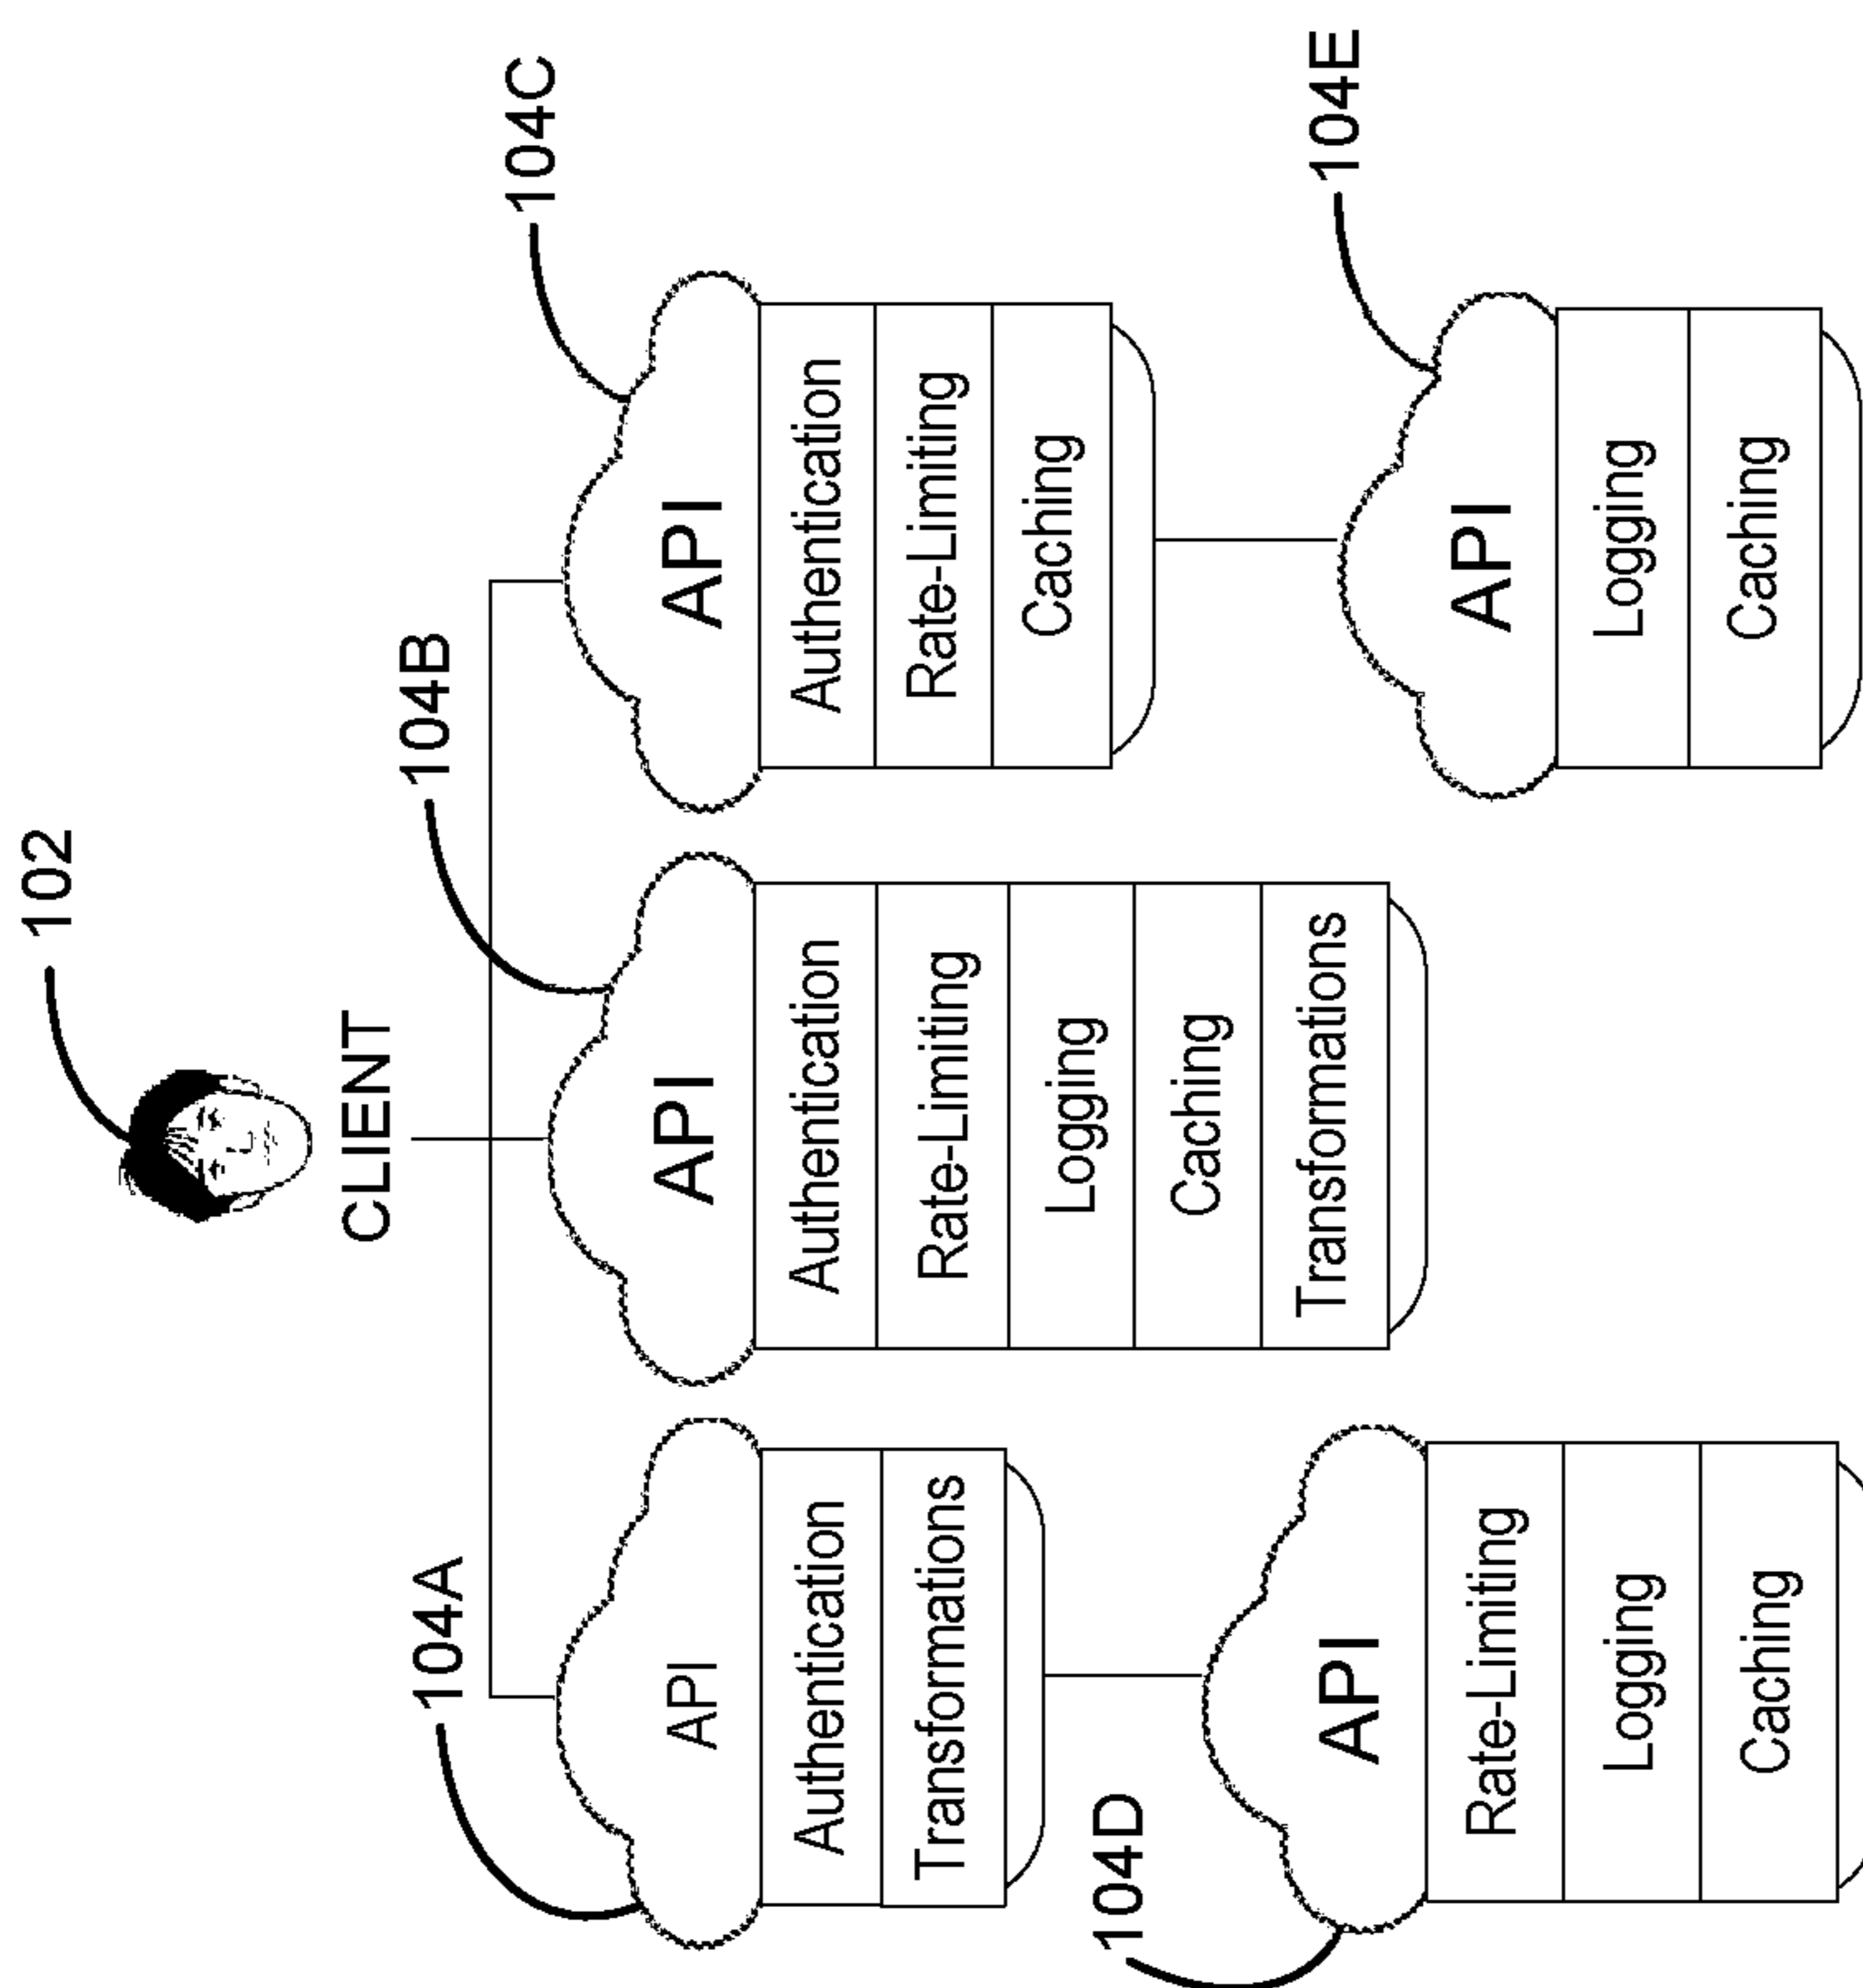 102
CLIENT
104A
API
Authentication
Transformations
104B
API
Authentication
Rate-Limiting
Logging
Caching
Transformations
104C
API
Authentication
Rate-Limiting
Caching
104D
API
Rate-Limiting
Logging
Caching
104E
API
Logging
Caching